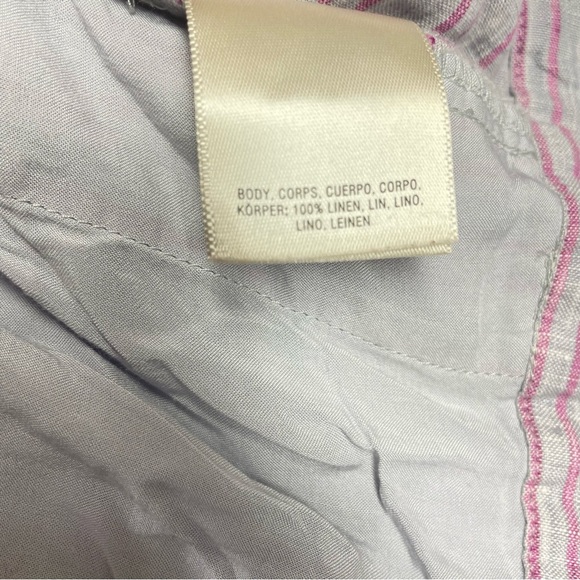 BODY, CORPS, CUERPO, CORPO,
KÖRPER: 100% LINEN, LIN, LINO,
LINO, LEINEN